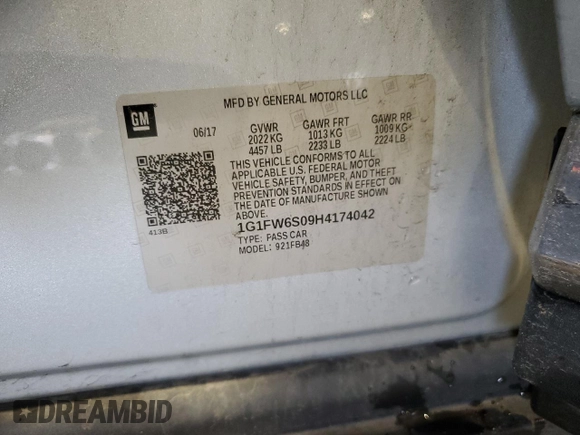 MFD BY GENERAL MOTORS LLC
GM
06/17 GVWR GAWR FRT GAWR RR
2022 KG 1013 KG 1009 KG
4457 LB 2233 LB 2224 LB
THIS VEHICLE CONFORMS TO ALL
APPLICABLE U.S. FEDERAL MOTOR
VEHICLE SAFETY, BUMPER, AND THEFT
PREVENTION STANDARDS IN EFFECT ON
THE DATE OF MANUFACTURE SHOWN
ABOVE.
1G1FW6S09H4174042
413B
TYPE: PASS CAR
MODEL: 921FB48
DREAMBID